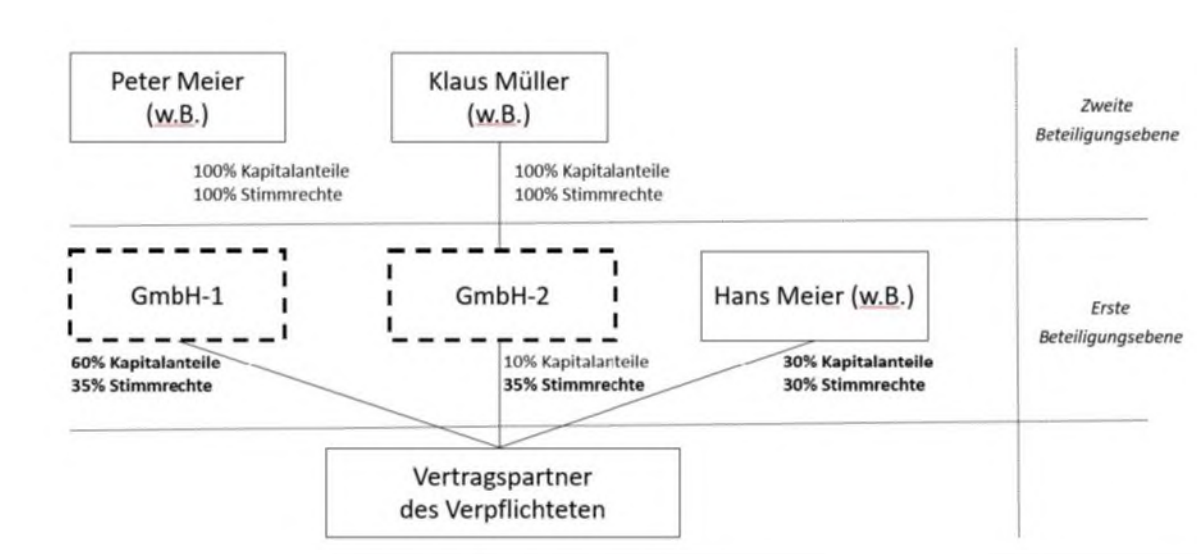 Peter Meier
(w.B.)
Klaus Müller
(w.B.)
Zweite
Beteiligungsebene
100% Kapitalanteile
100% Stimmrechte
100% Kapitalanteile
100% Stimmrechte
GmbH-1
GmbH-2
Hans Meier (w.B.)
Erste
Beteiligungsebene
60% Kapitalanteile
35% Stimmrechte
10% Kapitalanteile
35% Stimmrechte
30% Kapitalanteile
30% Stimmrechte
Vertragspartner
des Verpflichteten